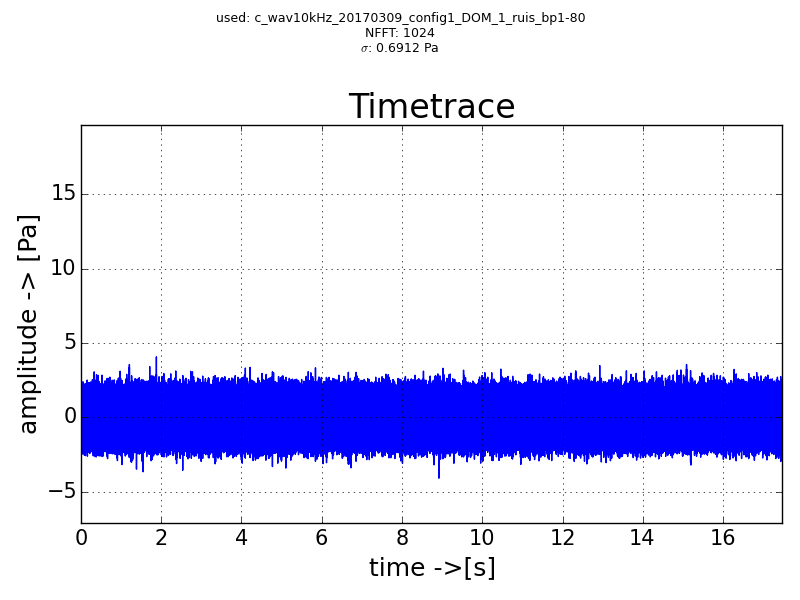 used: c_wav10kHz_20170309_config1_DOM_1_ruis_bp1-80
NFFT: 1024
σ: 0.6912 Pa
Timetrace
amplitude -> [Pa]
15
10
5
0
−5
0 2 4 6 8 10 12 14 16
time ->[s]